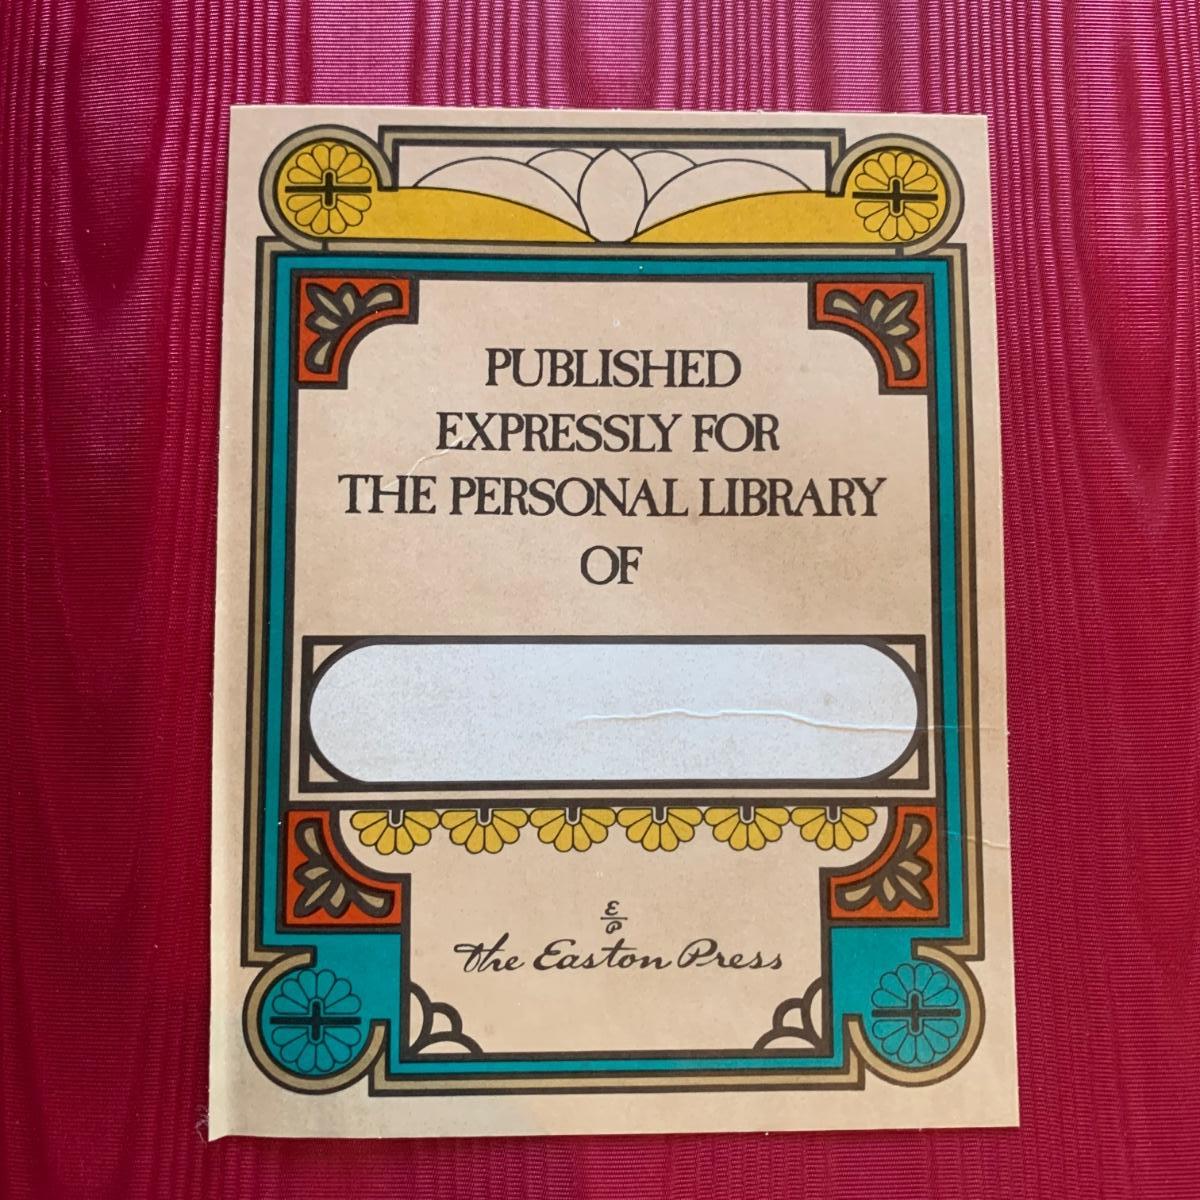 PUBLISHED
EXPRESSLY FOR
THE PERSONAL LIBRARY
OF
E
P
The Easton Press